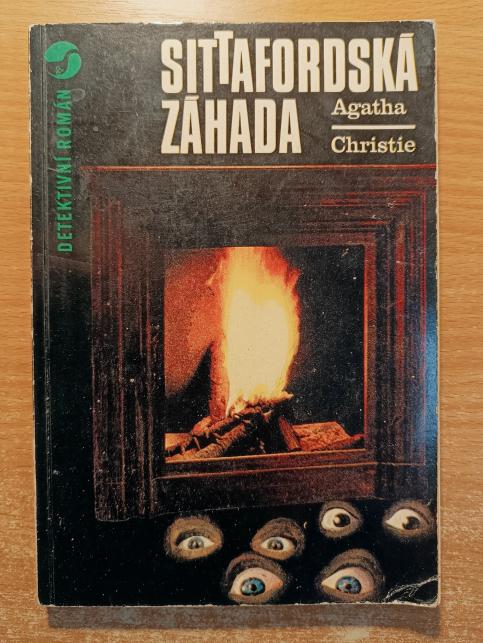 SITTAFORDSKÁ
ZÁHADA
Agatha
Christie
DETEKTIVNÍ ROMÁN